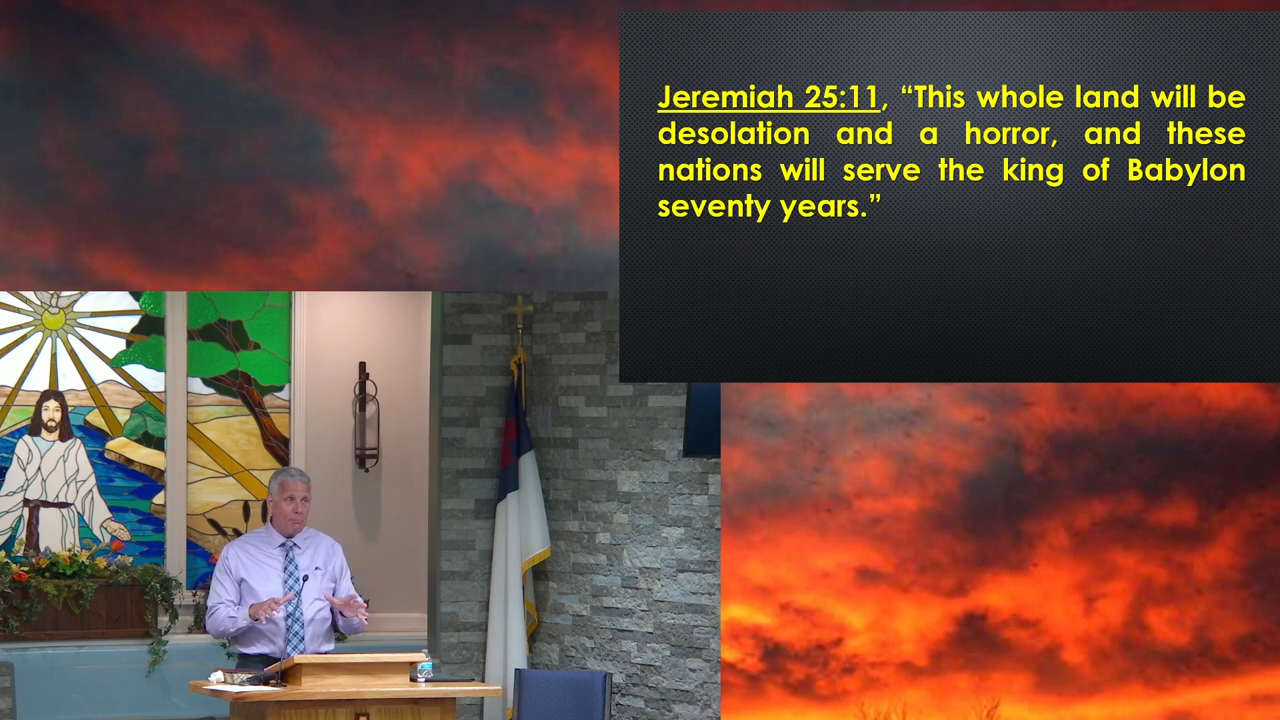 Jeremiah 25:11, “This whole land will be
desolation and a horror, and these
nations will serve the king of Babylon
seventy years.”